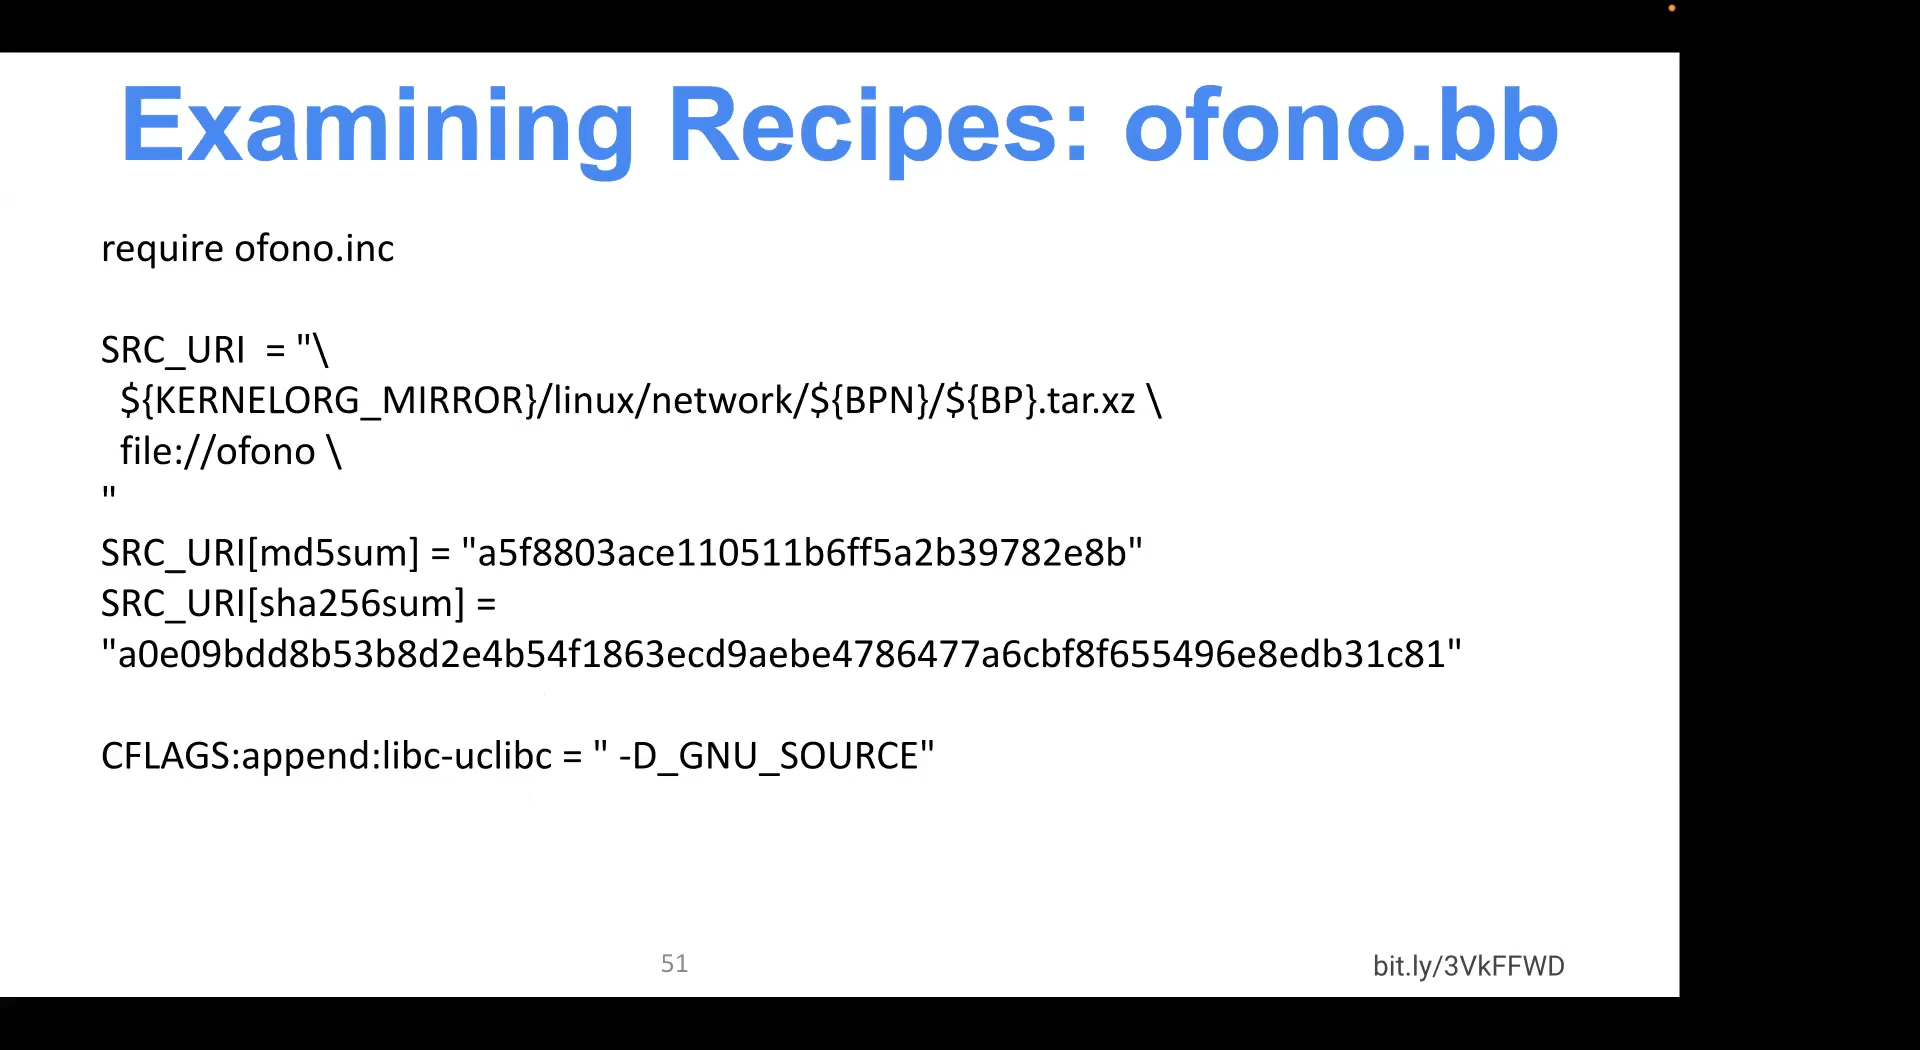 Examining Recipes: ofono.bb
require ofono.inc
SRC_URI  = "\
${KERNELORG_MIRROR}/linux/network/${BPN}/${BP}.tar.xz \
file://ofono \
"
SRC_URI[md5sum] = "a5f8803ace110511b6ff5a2b39782e8b"
SRC_URI[sha256sum] =
"a0e09bdd8b53b8d2e4b54f1863ecd9aebe4786477a6cbf8f655496e8edb31c81"
CFLAGS:append:libc-uclibc = " -D_GNU_SOURCE"
51
bit.ly/3VkFFWD